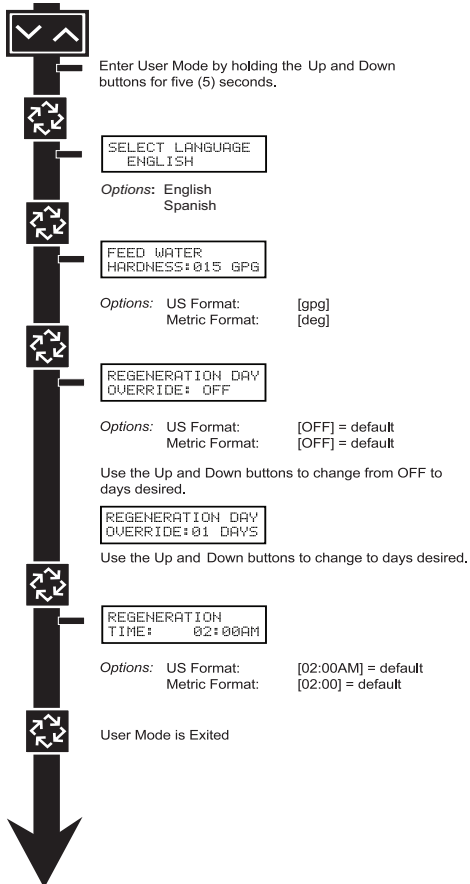 Enter User Mode by holding the Up and Down
buttons for five (5) seconds.
SELECT LANGUAGE
ENGLISH
Options: English
Spanish
FEED WATER
HARDNESS:015 GPG
Options: US Format: [gpg]
Metric Format: [deg]
REGENERATION DAY
OVERRIDE: OFF
Options: US Format: [OFF] = default
Metric Format: [OFF] = default
Use the Up and Down buttons to change from OFF to
days desired.
REGENERATION DAY
OVERRIDE:01 DAYS
Use the Up and Down buttons to change to days desired.
REGENERATION
TIME: 02:00AM
Options: US Format: [02:00AM] = default
Metric Format: [02:00] = default
User Mode is Exited